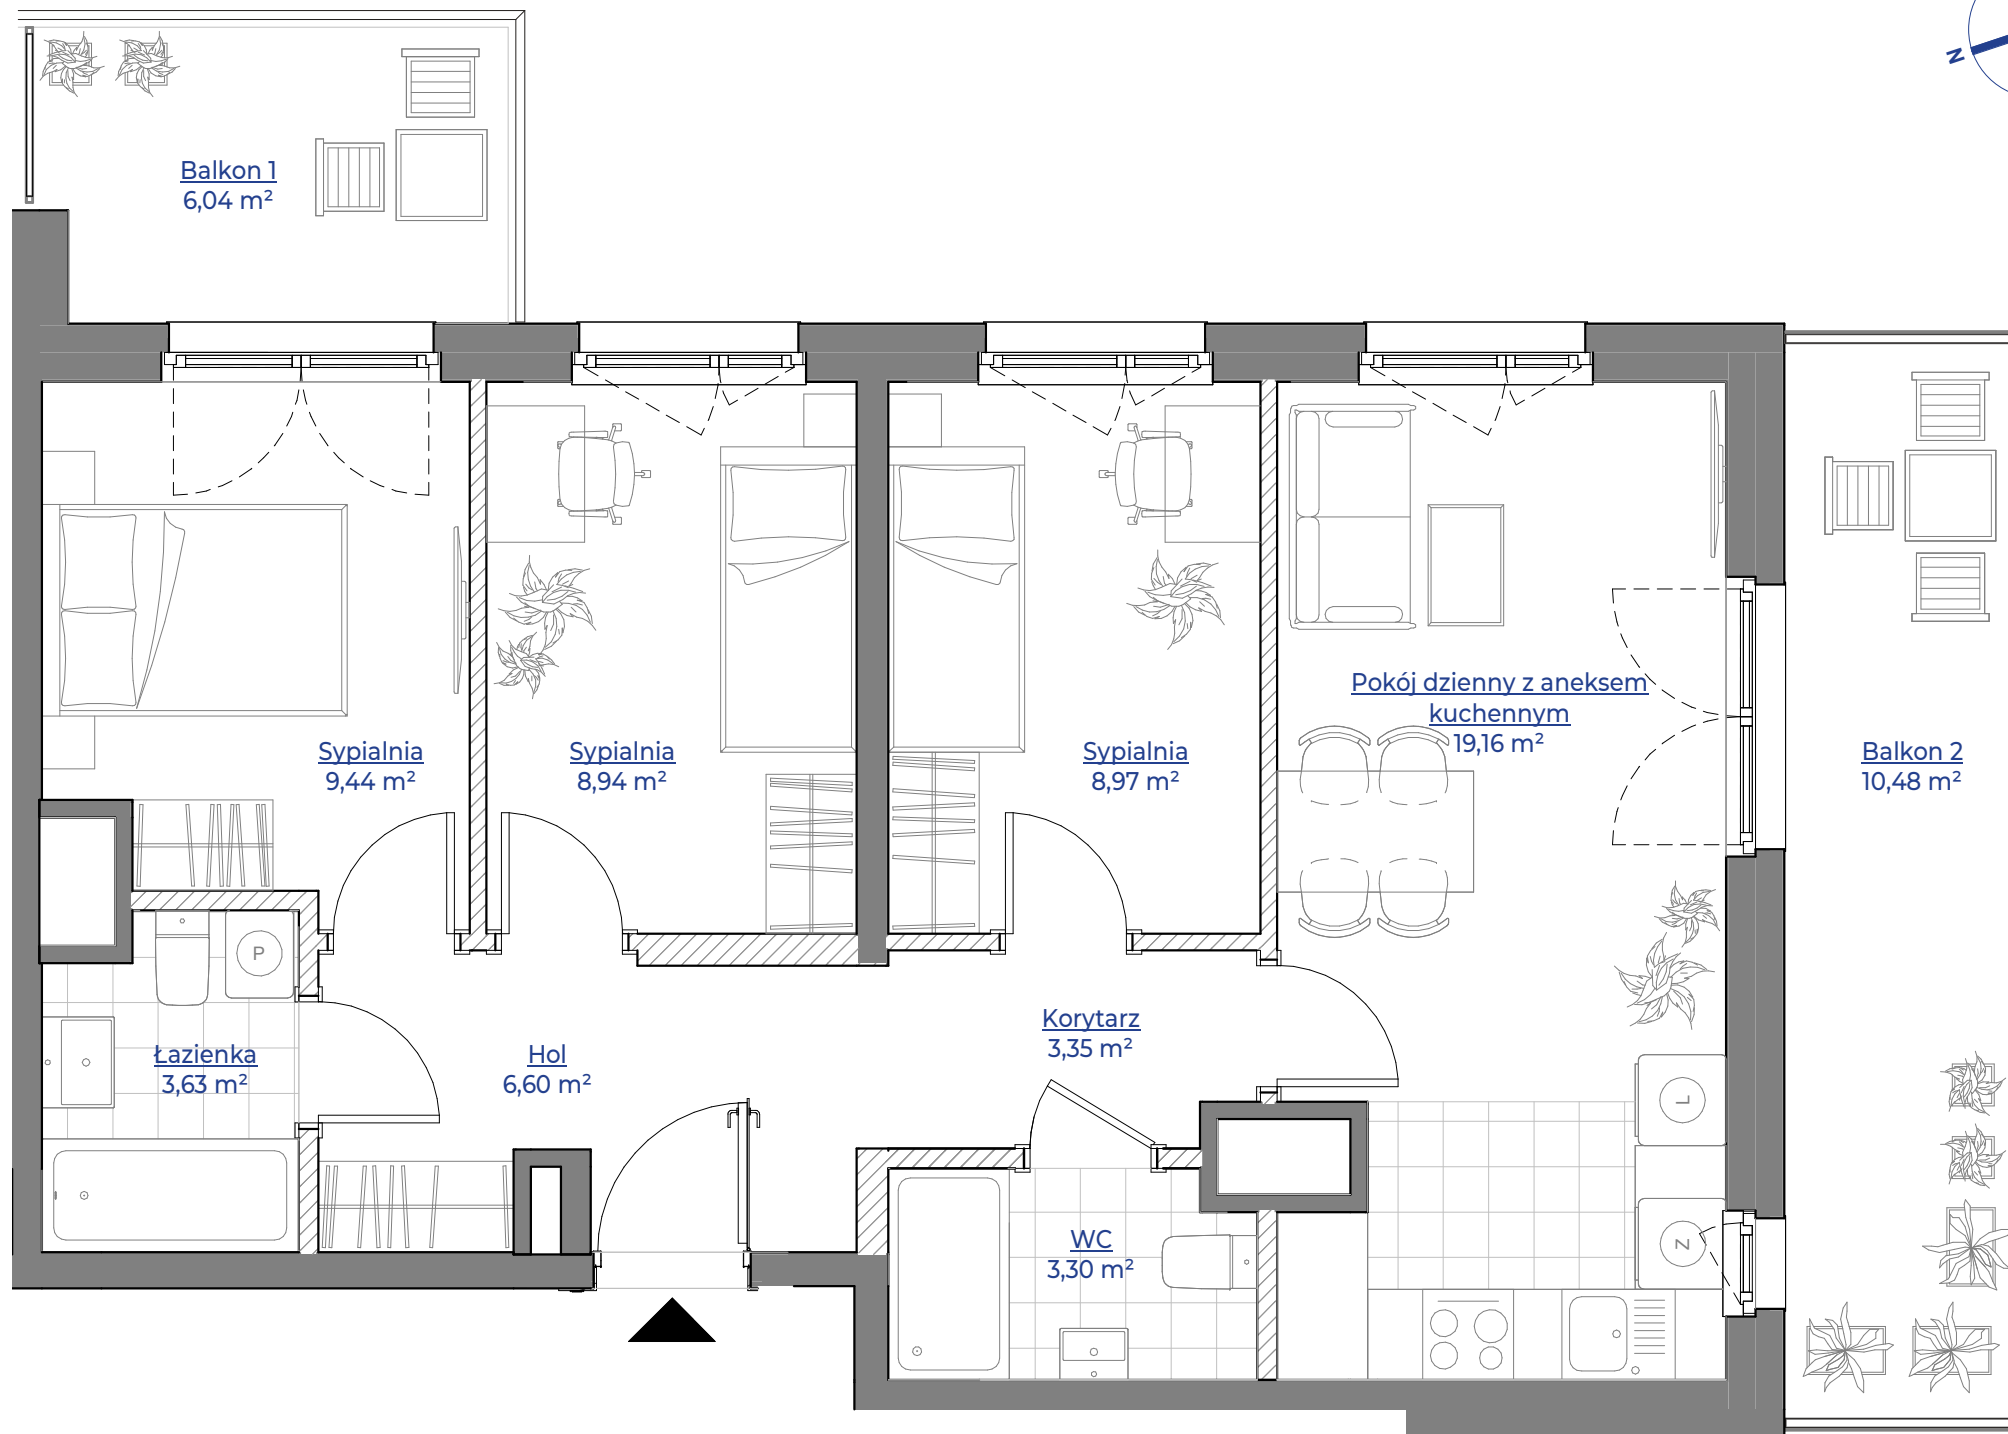 N
Balkon 1
6,04 m²
Pokój dzienny z aneksem
kuchennym
19,16 m²
Sypialnia
9,44 m²
Sypialnia
8,94 m²
Sypialnia
8,97 m²
Balkon 2
10,48 m²
P
Korytarz
3,35 m²
Łazienka
3,63 m²
Hol
6,60 m²
L
WC
3,30 m²
Z